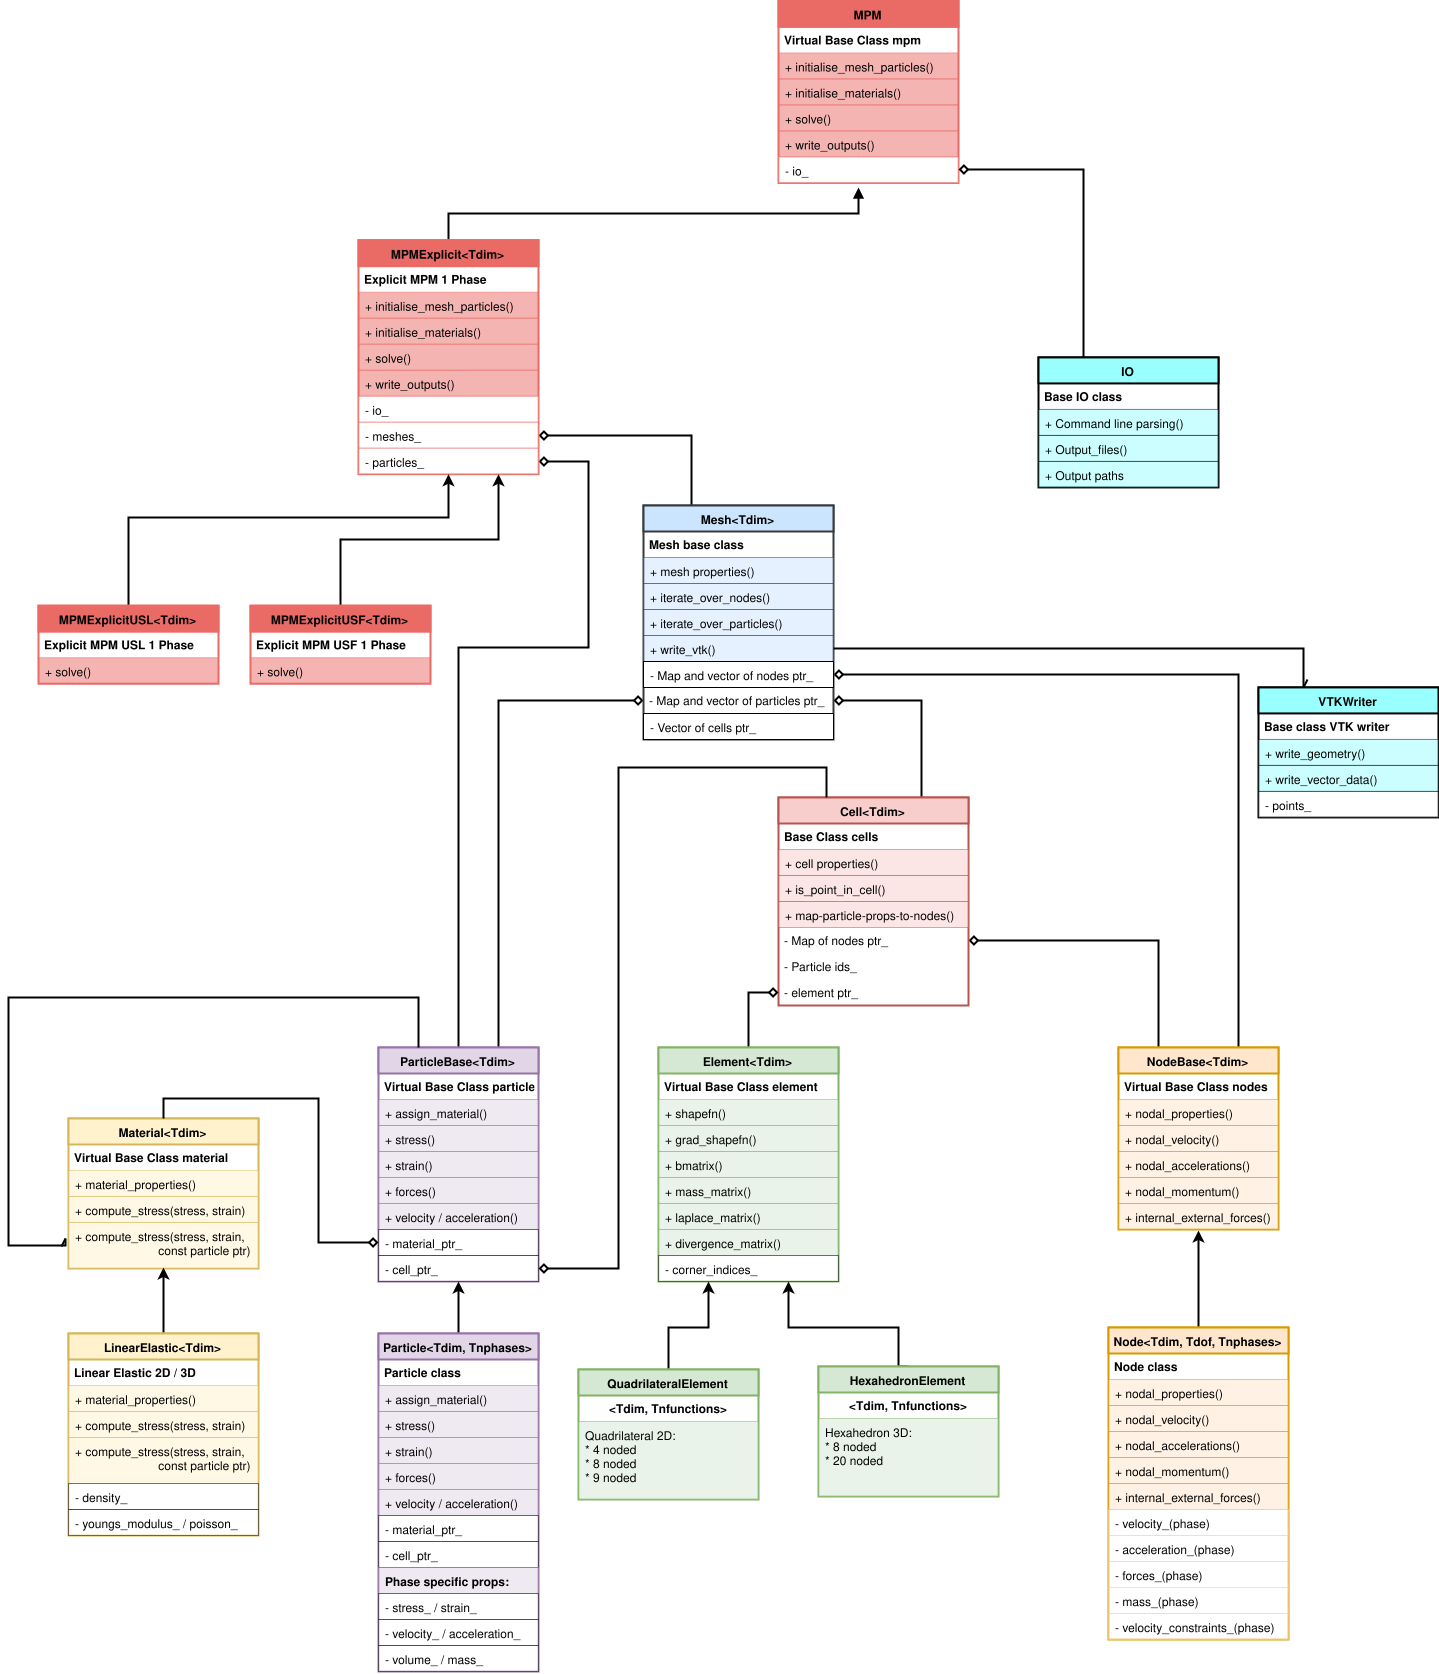 MPM
Virtual Base Class mpm
+ initialise_mesh_particles()
+ initialise_materials()
+ solve()
+ write_outputs()
- io_
MPMExplicit<Tdim>
Explicit MPM 1 Phase
+ initialise_mesh_particles()
+ initialise_materials()
+ solve()
+ write_outputs()
- io_
- meshes_
- particles_
IO
Base IO class
+ Command line parsing()
+ Output_files()
+ Output paths
Mesh<Tdim>
Mesh base class
+ mesh properties()
+ iterate_over_nodes()
+ iterate_over_particles()
+ write_vtk()
- Map and vector of nodes ptr_
- Map and vector of particles ptr_
- Vector of cells ptr_
MPMExplicitUSL<Tdim>
Explicit MPM USL 1 Phase
+ solve()
MPMExplicitUSF<Tdim>
Explicit MPM USF 1 Phase
+ solve()
VTKWriter
Base class VTK writer
+ write_geometry()
+ write_vector_data()
- points_
Cell<Tdim>
Base Class cells
+ cell properties()
+ is_point_in_cell()
+ map-particle-props-to-nodes()
- Map of nodes ptr_
- Particle ids_
- element ptr_
Material<Tdim>
Virtual Base Class material
+ material_properties()
+ compute_stress(stress, strain)
+ compute_stress(stress, strain,
const particle ptr)
ParticleBase<Tdim>
Virtual Base Class particle
+ assign_material()
+ stress()
+ strain()
+ forces()
+ velocity / acceleration()
- material_ptr_
- cell_ptr_
Element<Tdim>
Virtual Base Class element
+ shapefn()
+ grad_shapefn()
+ bmatrix()
+ mass_matrix()
+ laplace_matrix()
+ divergence_matrix()
- corner_indices_
NodeBase<Tdim>
Virtual Base Class nodes
+ nodal_properties()
+ nodal_velocity()
+ nodal_accelerations()
+ nodal_momentum()
+ internal_external_forces()
LinearElastic<Tdim>
Linear Elastic 2D / 3D
+ material_properties()
+ compute_stress(stress, strain)
+ compute_stress(stress, strain,
const particle ptr)
- density_
- youngs_modulus_ / poisson_
Particle<Tdim, Tnphases>
Particle class
+ assign_material()
+ stress()
+ strain()
+ forces()
+ velocity / acceleration()
- material_ptr_
- cell_ptr_
Phase specific props:
- stress_ / strain_
- velocity_ / acceleration_
- volume_ / mass_
QuadrilateralElement
<Tdim, Tnfunctions>
Quadrilateral 2D:
* 4 noded
* 8 noded
* 9 noded
HexahedronElement
<Tdim, Tnfunctions>
Hexahedron 3D:
* 8 noded
* 20 noded
Node<Tdim, Tdof, Tnphases>
Node class
+ nodal_properties()
+ nodal_velocity()
+ nodal_accelerations()
+ nodal_momentum()
+ internal_external_forces()
- velocity_(phase)
- acceleration_(phase)
- forces_(phase)
- mass_(phase)
- velocity_constraints_(phase)